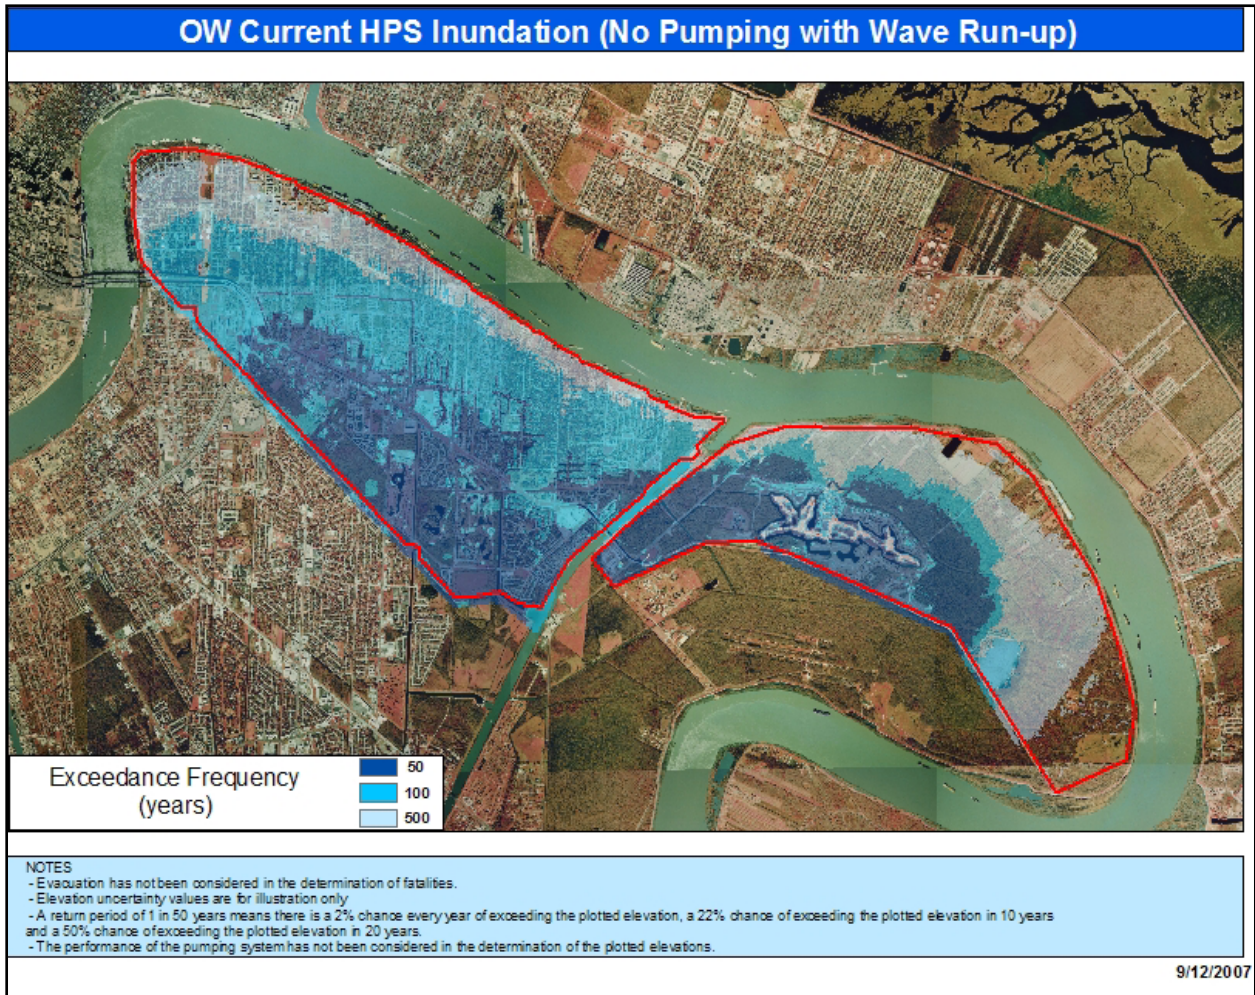 OW Current HPS Inundation (No Pumping with Wave Run-up)
Exceedance Frequency
(years)
50
100
500
NOTES
- Evacuation has not been considered in the determination of fatalities.
- Elevation uncertainty values are for illustration only
- A return period of 1 in 50 years means there is a 2% chance every year of exceeding the plotted elevation, a 22% chance of exceeding the plotted elevation in 10 years
and a 50% chance of exceeding the plotted elevation in 20 years.
- The performance of the pumping system has not been considered in the determination of the plotted elevations.
9/12/2007